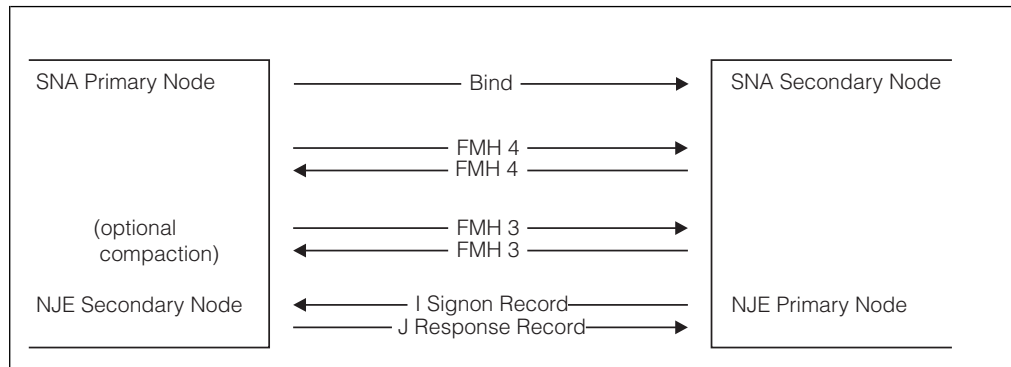 SNA Primary Node
Bind
SNA Secondary Node
FMH 4
FMH 4
(optional
compaction)
FMH 3
FMH 3
NJE Secondary Node
I Signon Record
NJE Primary Node
J Response Record